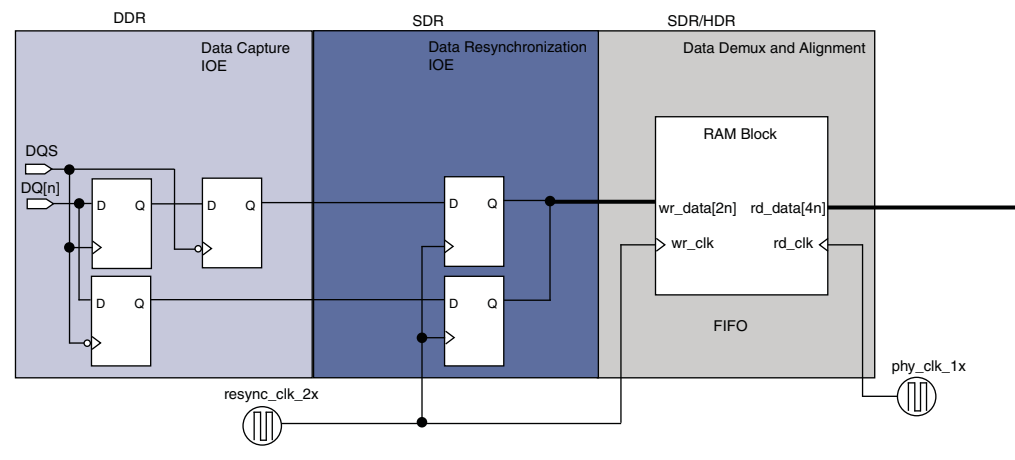 DDR
SDR
SDR/HDR
Data Capture
IOE
Data Resynchronization
IOE
Data Demux and Alignment
RAM Block
DQS
DQ[n]
D Q
D Q
D Q
wr_data[2n] rd_data[4n]
wr_clk rd_clk
D Q
D Q
FIFO
phy_clk_1x
resync_clk_2x